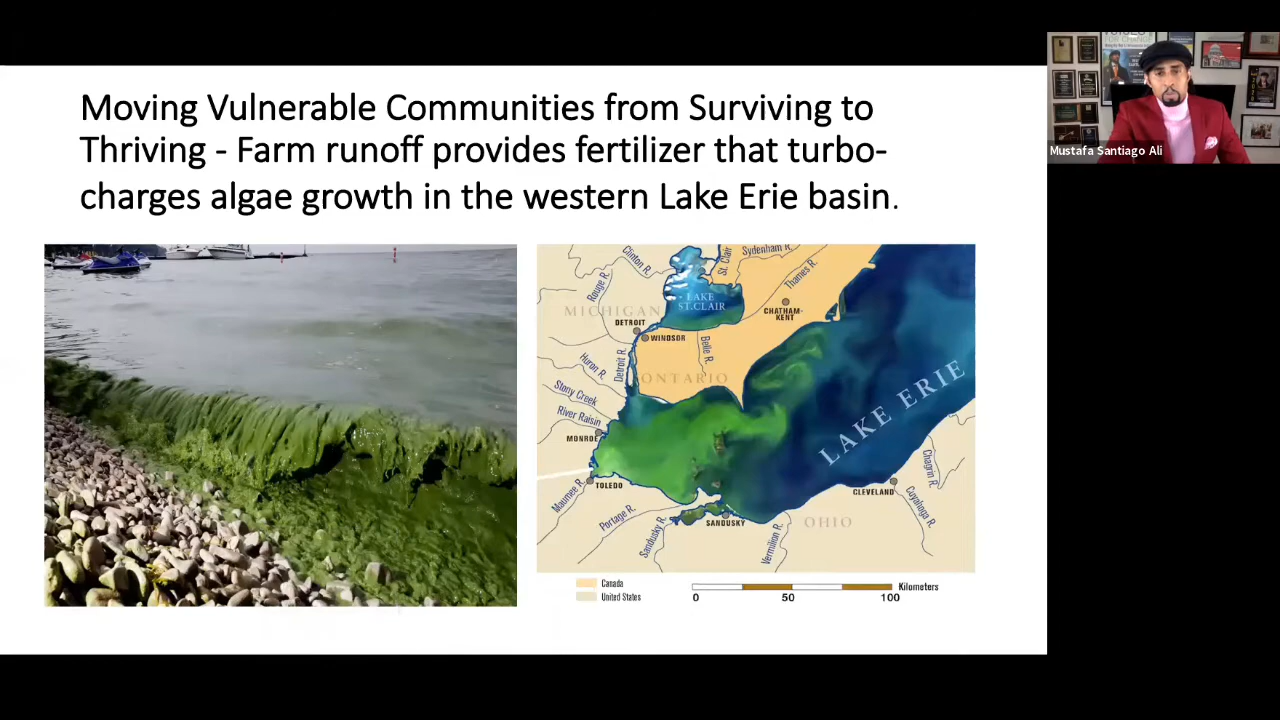 Moving Vulnerable Communities from Surviving to
Thriving - Farm runoff provides fertilizer that turbo-
charges algae growth in the western Lake Erie basin.
Mustafa Santiago Ali
FOR CHANGE
Clinton R.
St. Clair
Sydenham R.
Thames R.
Rouge R.
LAKE
ST. CLAIR
MICHIGAN
CHATHAM-
KENT
DETROIT
WINDSOR
Belle R.
Detroit R.
Huron R.
ONTARIO
Stony Creek
River Raisin
MONROE
LAKE ERIE
TOLEDO
Maumee R.
Portage R.
Sandusky R.
SANDUSKY
Vermilion R.
OHIO
CLEVELAND
Chagrin R.
Cuyahoga R.
Canada
United States
Kilometers
0 50 100